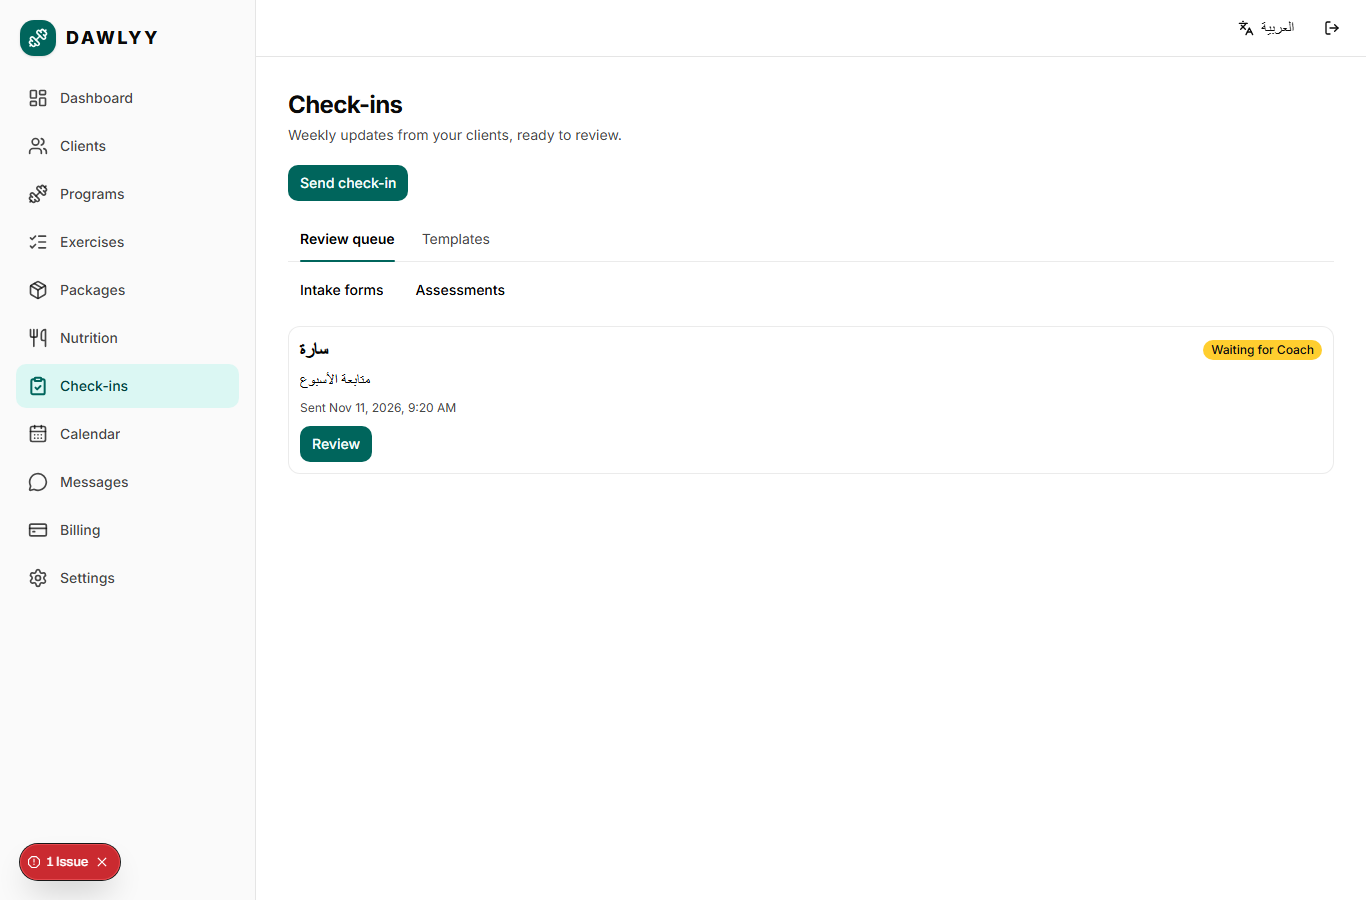 DAWLYY
العربية
Dashboard
Clients
Programs
Exercises
Packages
Nutrition
Check-ins
Calendar
Messages
Billing
Settings
1 Issue
Check-ins
Weekly updates from your clients, ready to review.
Send check-in
Review queue Templates
Intake forms Assessments
سارة
Waiting for Coach
متابعة الأسبوع
Sent Nov 11, 2026, 9:20 AM
Review